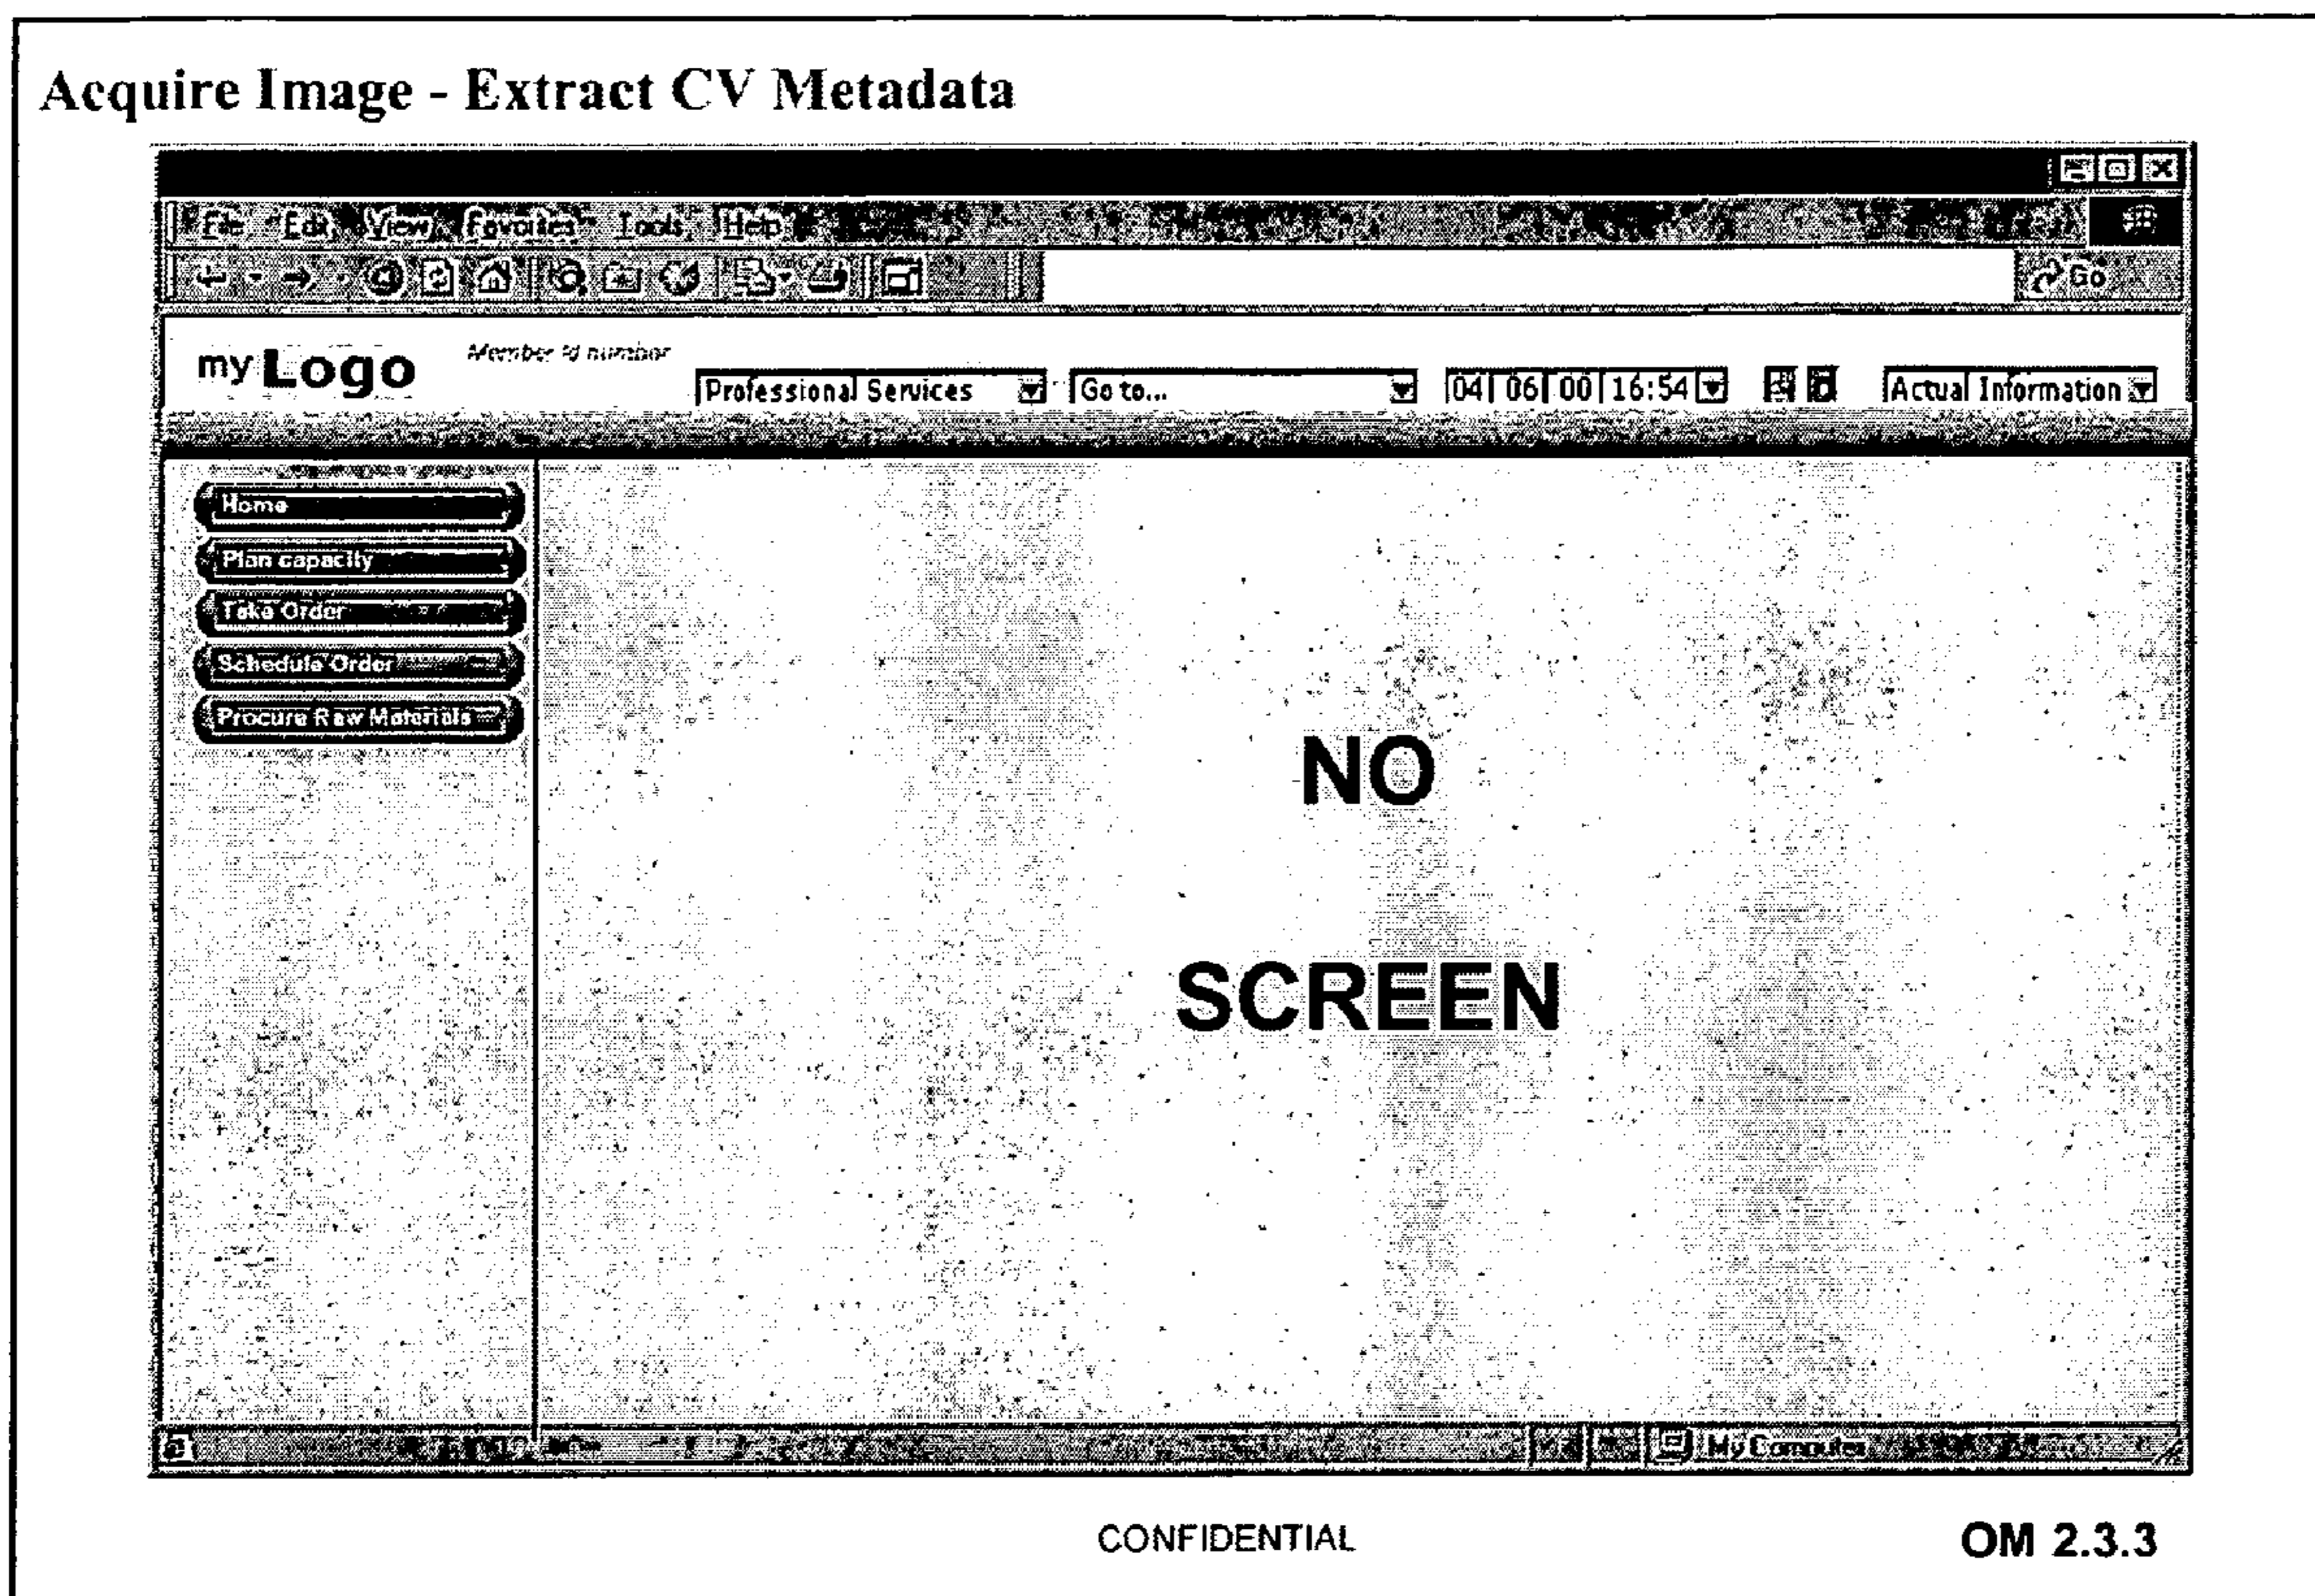 Acquire Image - Extract CV Metadata
File Edit View Favorites Tools Help
Go
myLogo
Member Id number
Professional Services Go to... 04 06 00 16:54 Actual Information
Home
Plan capacity
Take Order
Schedule Order
Procure Raw Materials
NO
SCREEN
My Computer
CONFIDENTIAL
OM 2.3.3